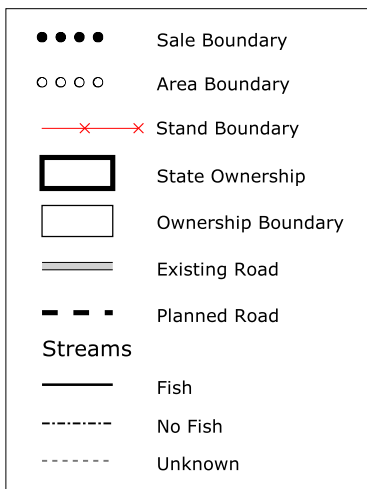 Sale Boundary
Area Boundary
Stand Boundary
State Ownership
Ownership Boundary
Existing Road
Planned Road
Streams
Fish
No Fish
Unknown